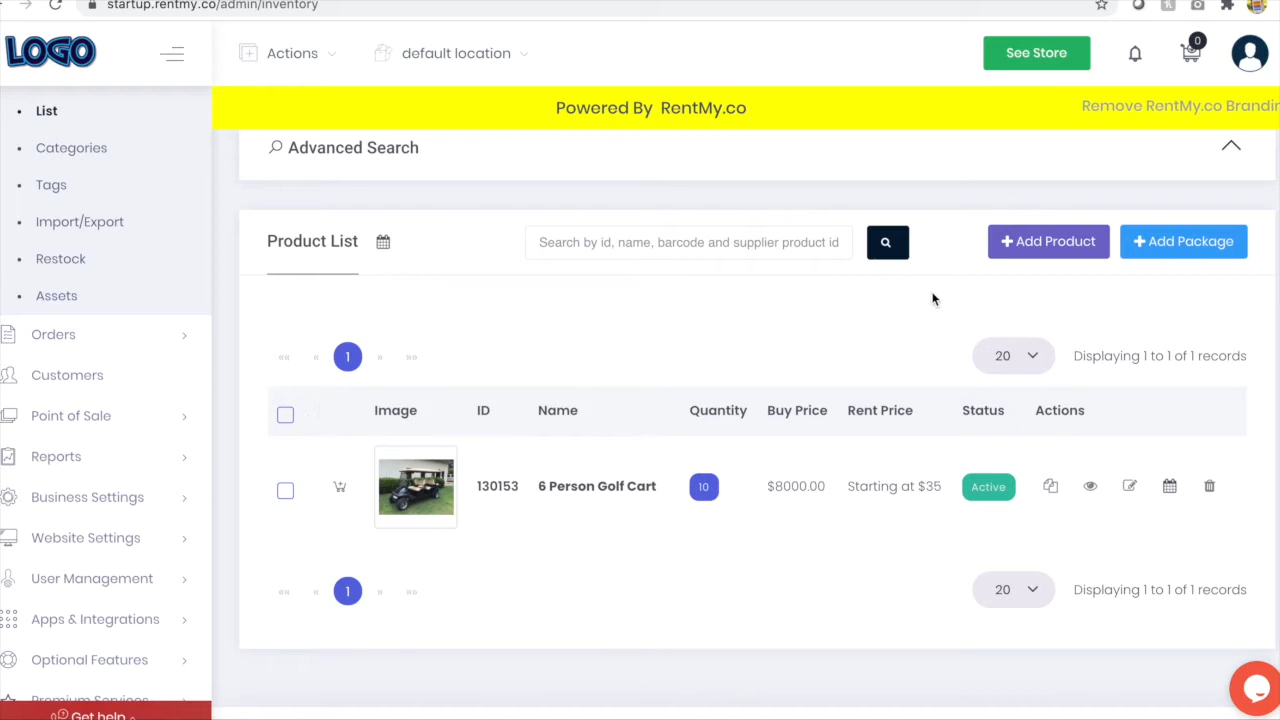 startup.rentmy.co/admin/inventory
LOGO
Actions
default location
See Store
0
List
Powered By RentMy.co
Remove RentMy.co Brandin
Categories
Advanced Search
Tags
Import/Export
Product List
Search by id, name, barcode and supplier product id
Add Product
Add Package
Restock
Assets
Orders
«« « 1 » »»
20
Displaying 1 to 1 of 1 records
Customers
Point of Sale
Image ID Name Quantity Buy Price Rent Price Status Actions
Reports
130153 6 Person Golf Cart 10 $8000.00 Starting at $35 Active
Business Settings
Website Settings
User Management
«« « 1 » »»
20
Displaying 1 to 1 of 1 records
Apps & Integrations
Optional Features
Premium Services
Get help